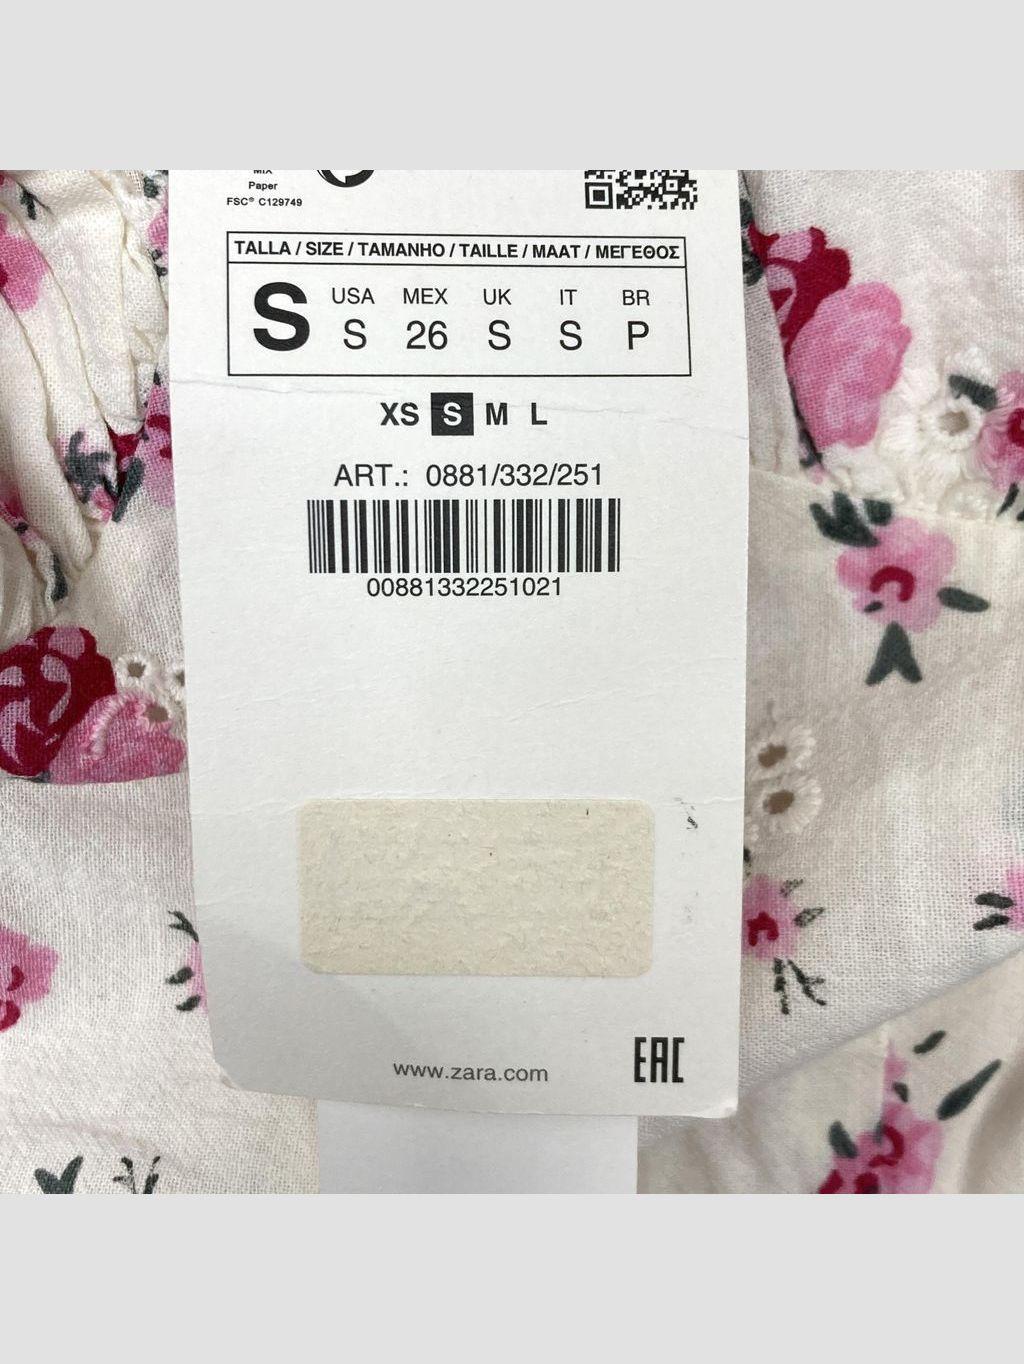 MIX
Paper
FSC® C129749
TALLA / SIZE / TAMANHO / TAILLE / MAAT / ΜΕΓΕΘΟΣ
S USA MEX UK IT BR
S 26 S S P
XS S M L
ART.: 0881/332/251
00881332251021
www.zara.com
EAC